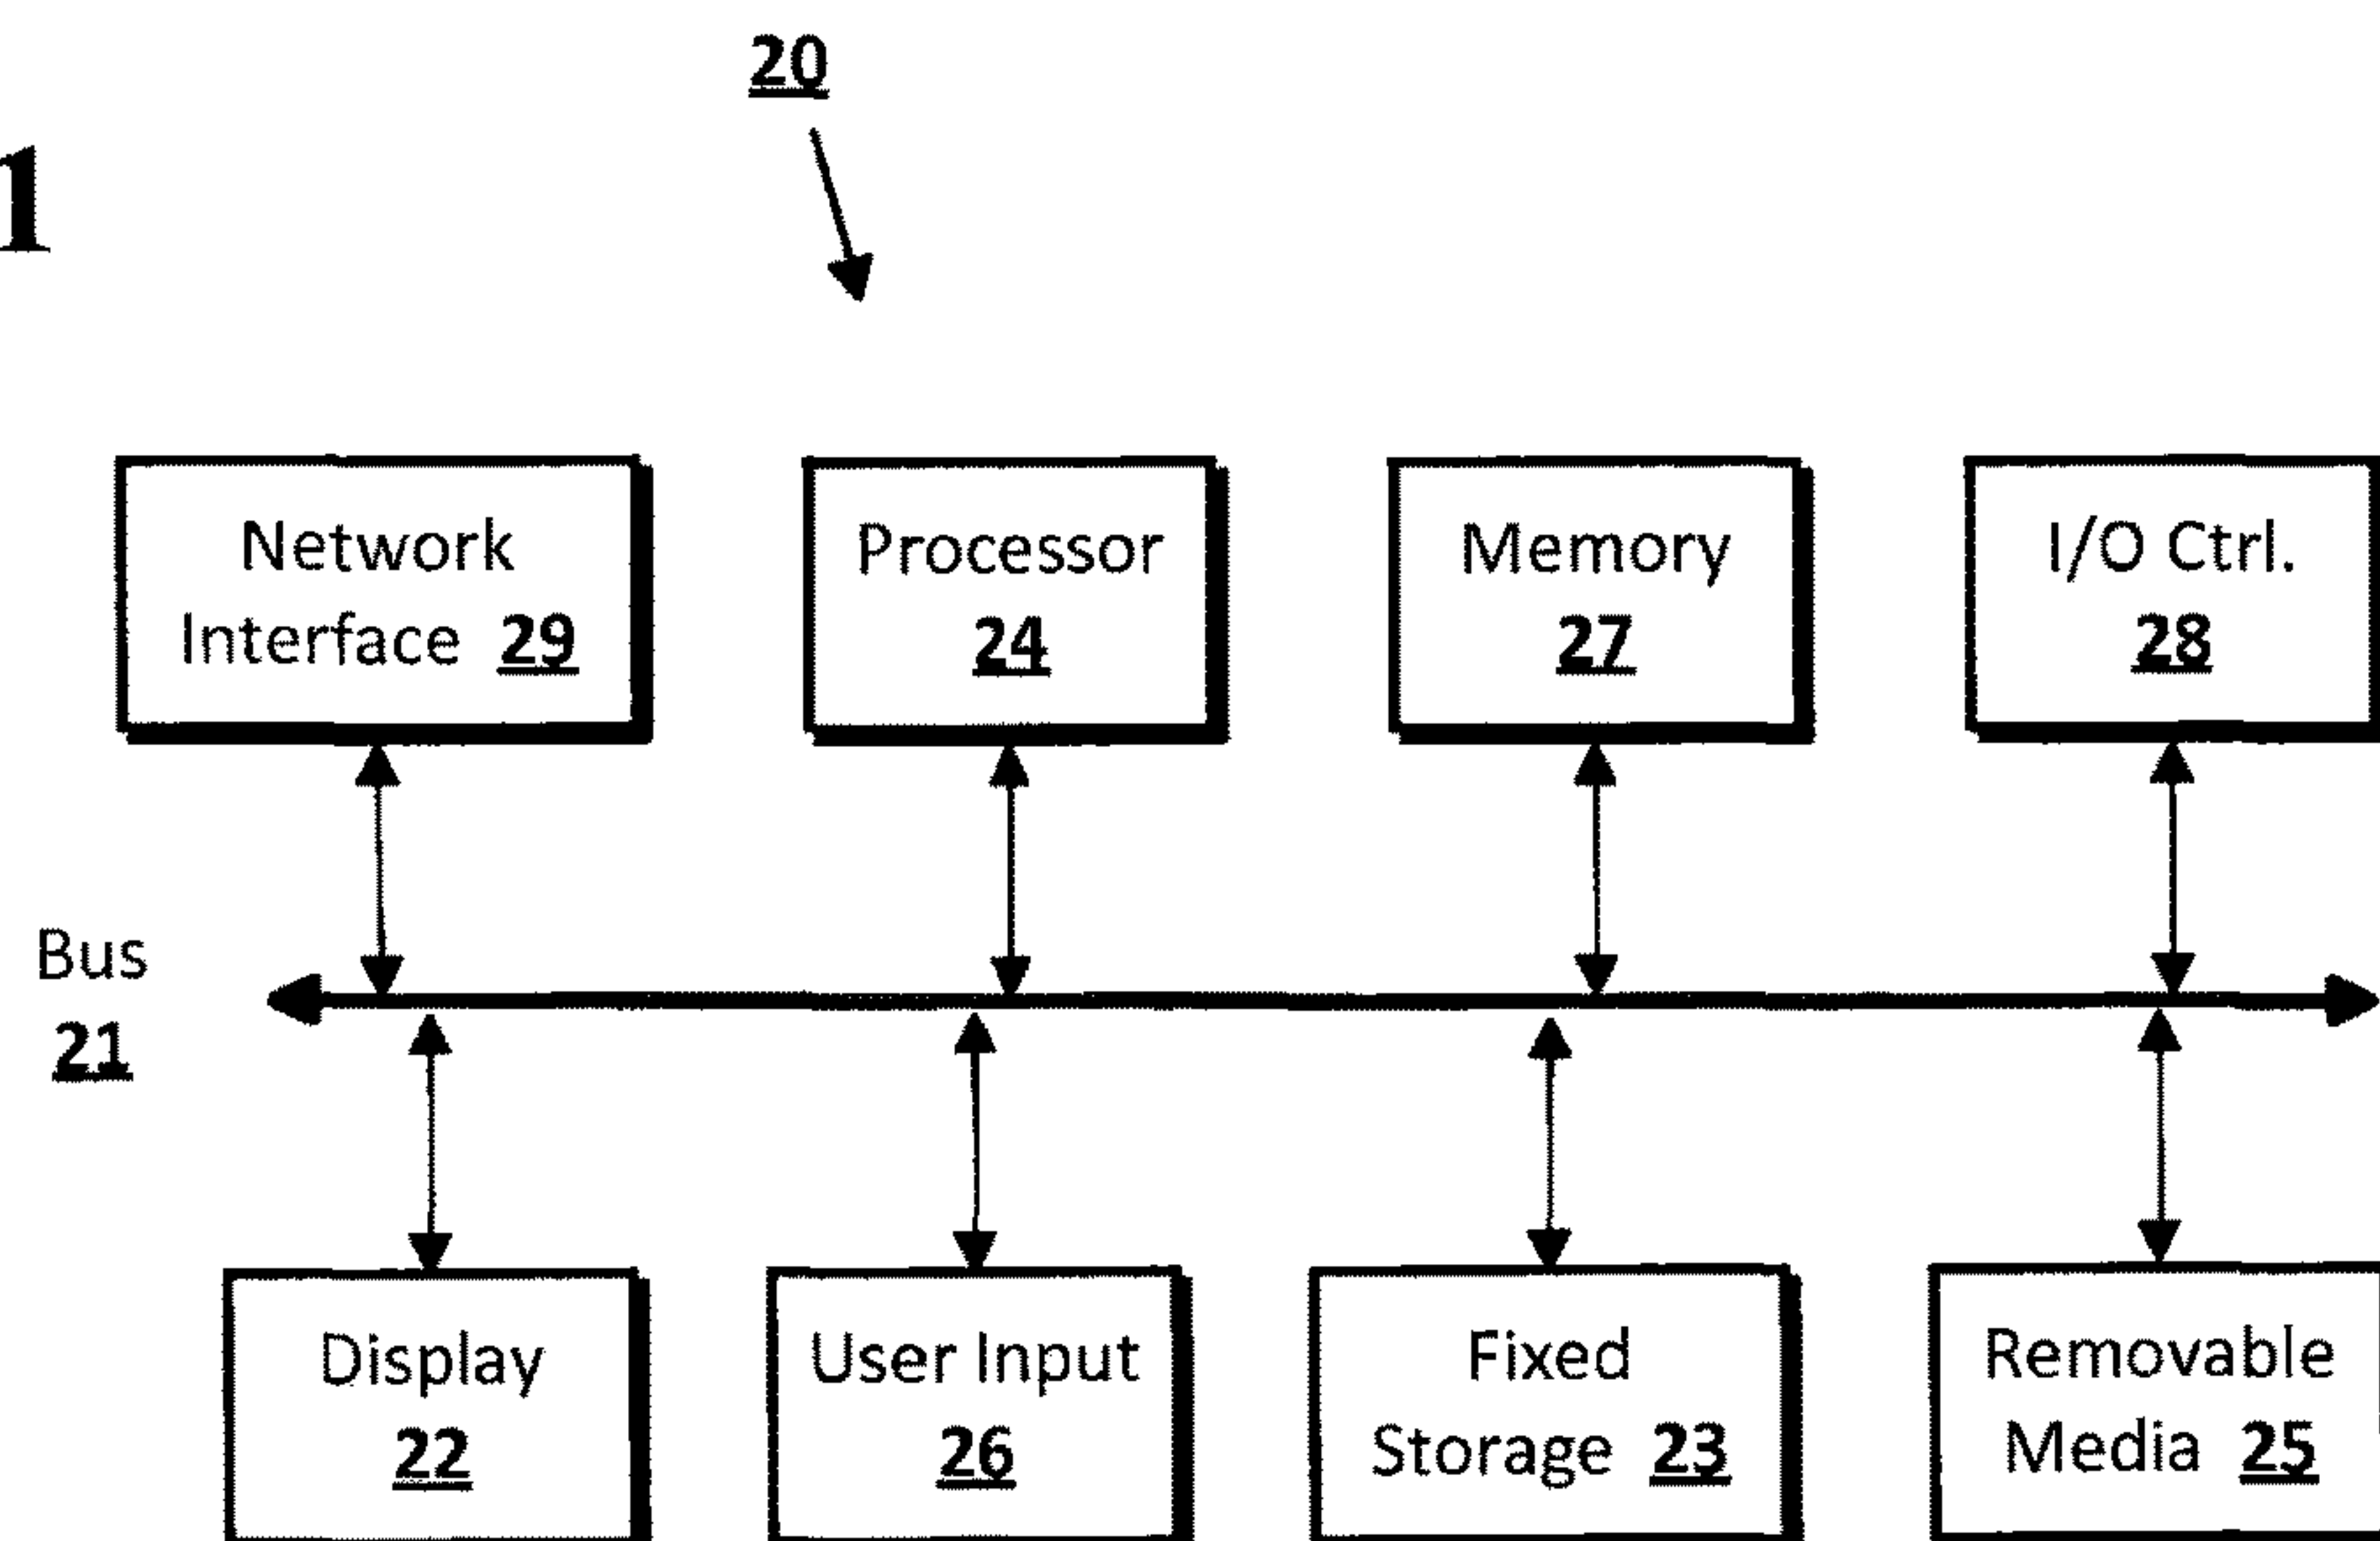 20
1
Network
Interface 29
Processor
24
Memory
27
I/O Ctrl.
28
Bus
21
Display
22
User Input
26
Fixed
Storage 23
Removable
Media 25